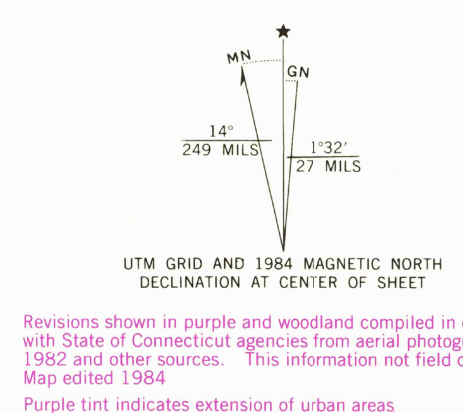 MN
GN
14°
249 MILS
1°32'
27 MILS
UTM GRID AND 1984 MAGNETIC NORTH
DECLINATION AT CENTER OF SHEET
Revisions shown in purple and woodland compiled in
with State of Connecticut agencies from aerial
1982 and other sources. This information not field
Map edited 1984
Purple tint indicates extension of urban areas